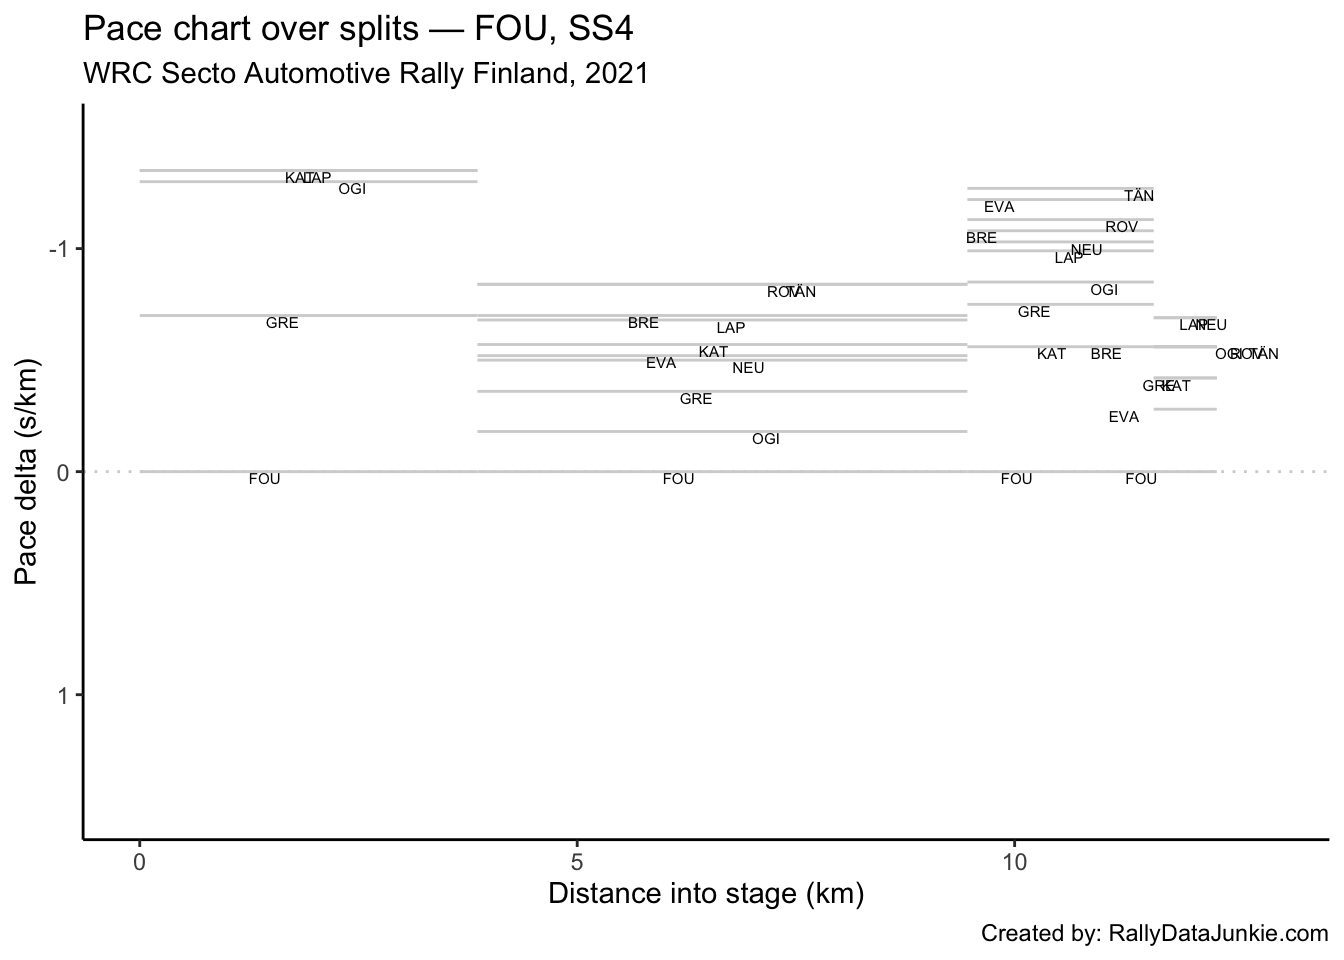 Pace chart over splits — FOU, SS4
WRC Secto Automotive Rally Finland, 2021
Pace delta (s/km)
-1
0
1
KAT LAP
OGI
GRE
FOU
ROV TÄN
BRE
LAP
KAT
EVA
NEU
GRE
OGI
FOU
TÄN
EVA
ROV
BRE
NEU
LAP
OGI
GRE
KAT
FOU
LAP NEU
BRE
OGI ROV TÄN
GRE KAT
EVA
FOU
0
5
10
Distance into stage (km)
Created by: RallyDataJunkie.com